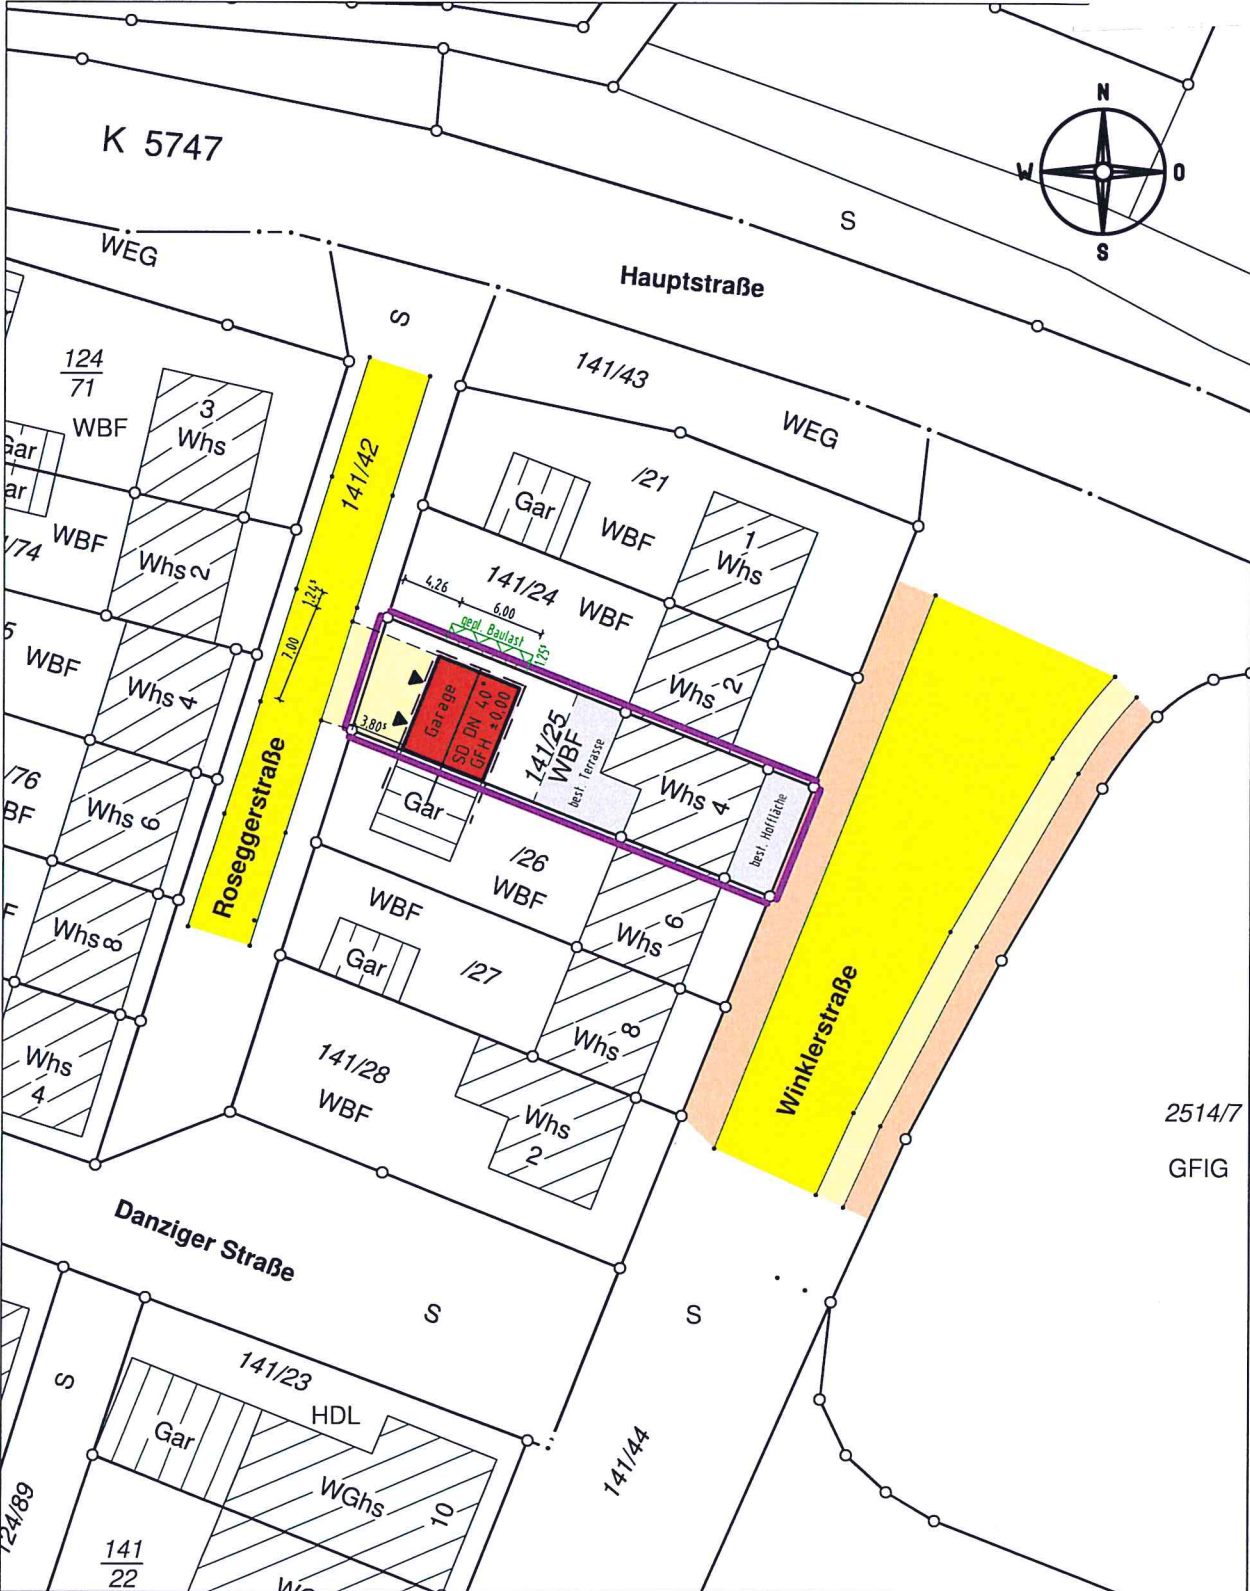 K 5747
N
W
O
S
S
WEG
Hauptstraße
S
141/43
124
71
WBF
3
Whs
WEG
/21
Gar
WBF
1
Whs
Gar
ar
WBF
/74
Whs 2
141/42
141/24
WBF
4,26
6,00
gepl. Baulast
1,25⁵
1,24⁵
7,00
5
WBF
Whs 4
Whs 2
Garage
SD DN 40°
GFH ±0,00
3,80⁵
141/25
WBF
best. Terrasse
Whs 4
best. Hoffläche
/76
BF
Whs 6
Roseggerstraße
Gar
/26
WBF
WBF
Whs 6
F
Whs 8
Gar
/27
Whs 8
Winklerstraße
Whs
4
141/28
WBF
Whs
2
2514/7
GFIG
Danziger Straße
S
S
S
141/23
HDL
Gar
WGhs
10
141/44
124/89
141
22